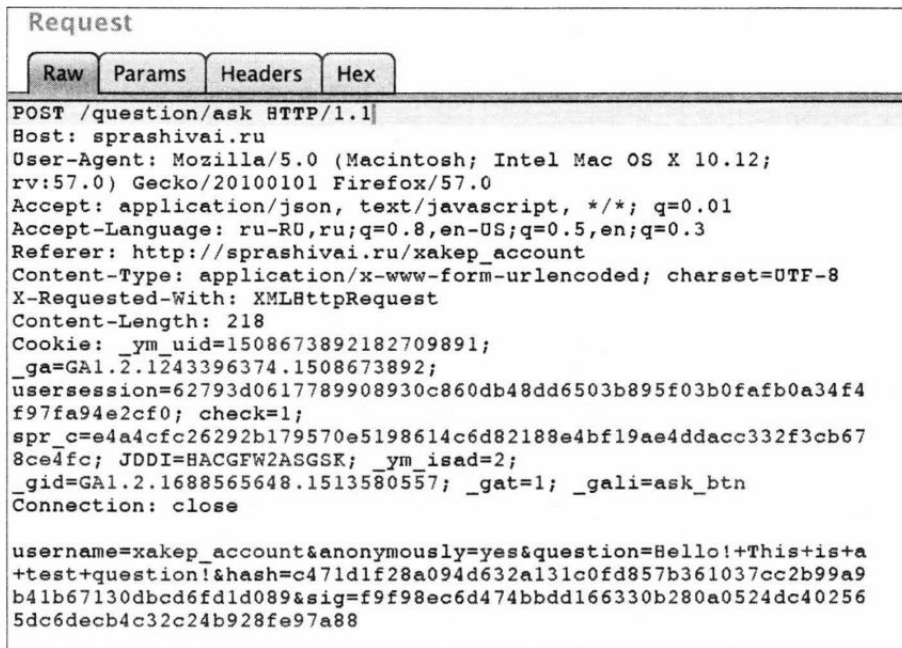 Request
Raw Params Headers Hex
POST /question/ask HTTP/1.1
Host: sprashivai.ru
User-Agent: Mozilla/5.0 (Macintosh; Intel Mac OS X 10.12;
rv:57.0) Gecko/20100101 Firefox/57.0
Accept: application/json, text/javascript, */*; q=0.01
Accept-Language: ru-RU,ru;q=0.8,en-US;q=0.5,en;q=0.3
Referer: http://sprashivai.ru/xakep_account
Content-Type: application/x-www-form-urlencoded; charset=UTF-8
X-Requested-With: XMLHttpRequest
Content-Length: 218
Cookie: _ym_uid=1508673892182709891;
_ga=GA1.2.1243396374.1508673892;
usersession=62793d0617789908930c860db48dd6503b895f03b0fafb0a34f4
f97fa94e2cf0; check=1;
spr_c=e4a4cfc26292b179570e5198614c6d82188e4bf19ae4ddacc332f3cb67
8ce4fc; JDDI=HACGFW2ASGSK; _ym_isad=2;
_gid=GA1.2.1688565648.1513580557; _gat=1; _gali=ask_btn
Connection: close
username=xakep_account&anonymously=yes&question=Hello!+This+is+a
+test+question!&hash=c471d1f28a094d632a131c0fd857b361037cc2b99a9
b41b67130dbcd6fd1d089&sig=f9f98ec6d474bbdd166330b280a0524dc40256
5dc6decb4c32c24b928fe97a88